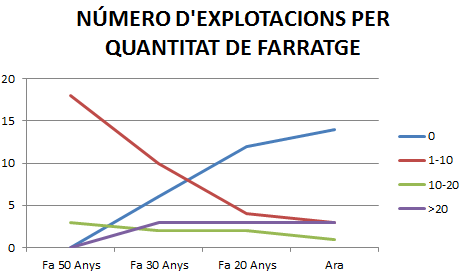 NÚMERO D'EXPLOTACIONS PER
QUANTITAT DE FARRATGE
20
15
10
5
0
Fa 50 Anys
Fa 30 Anys
Fa 20 Anys
Ara
0
1-10
10-20
>20